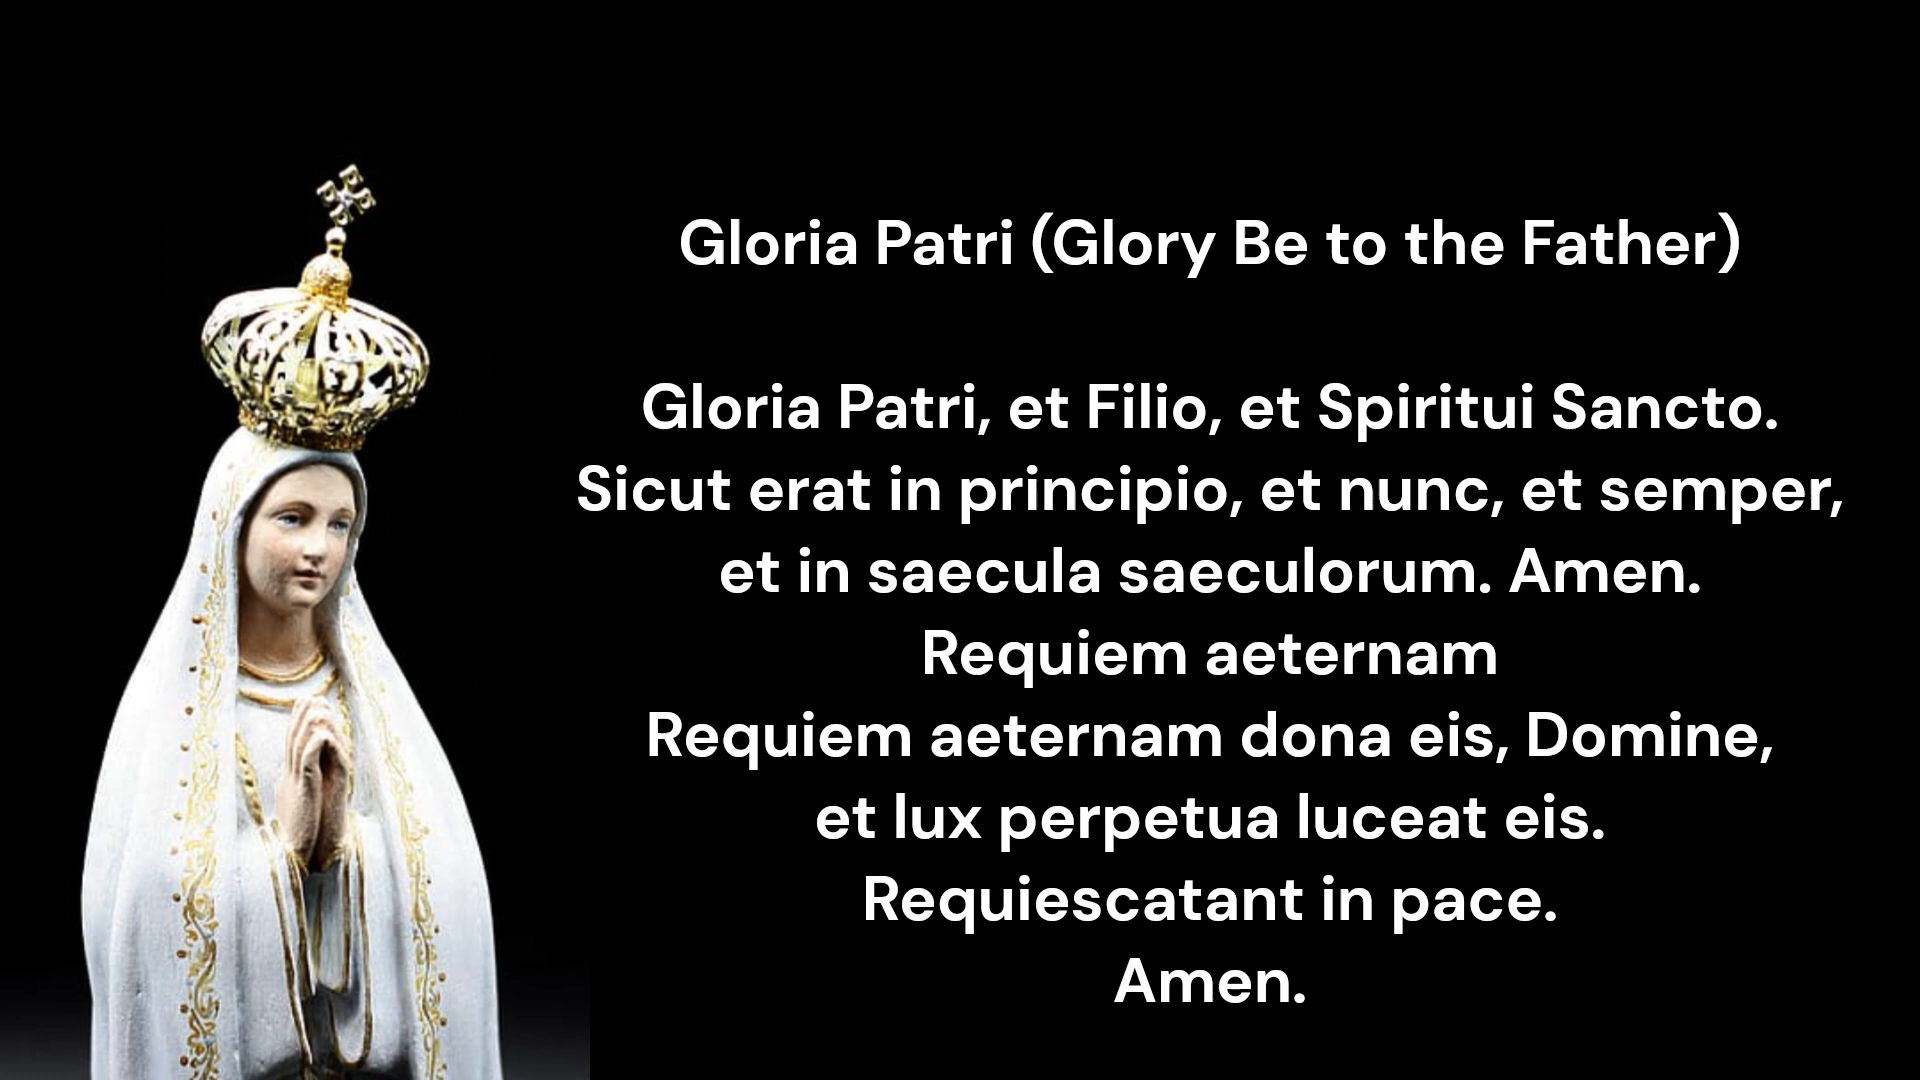 Gloria Patri (Glory Be to the Father)
Gloria Patri, et Filio, et Spiritui Sancto.
Sicut erat in principio, et nunc, et semper,
et in saecula saeculorum. Amen.
Requiem aeternam
Requiem aeternam dona eis, Domine,
et lux perpetua luceat eis.
Requiescatant in pace.
Amen.